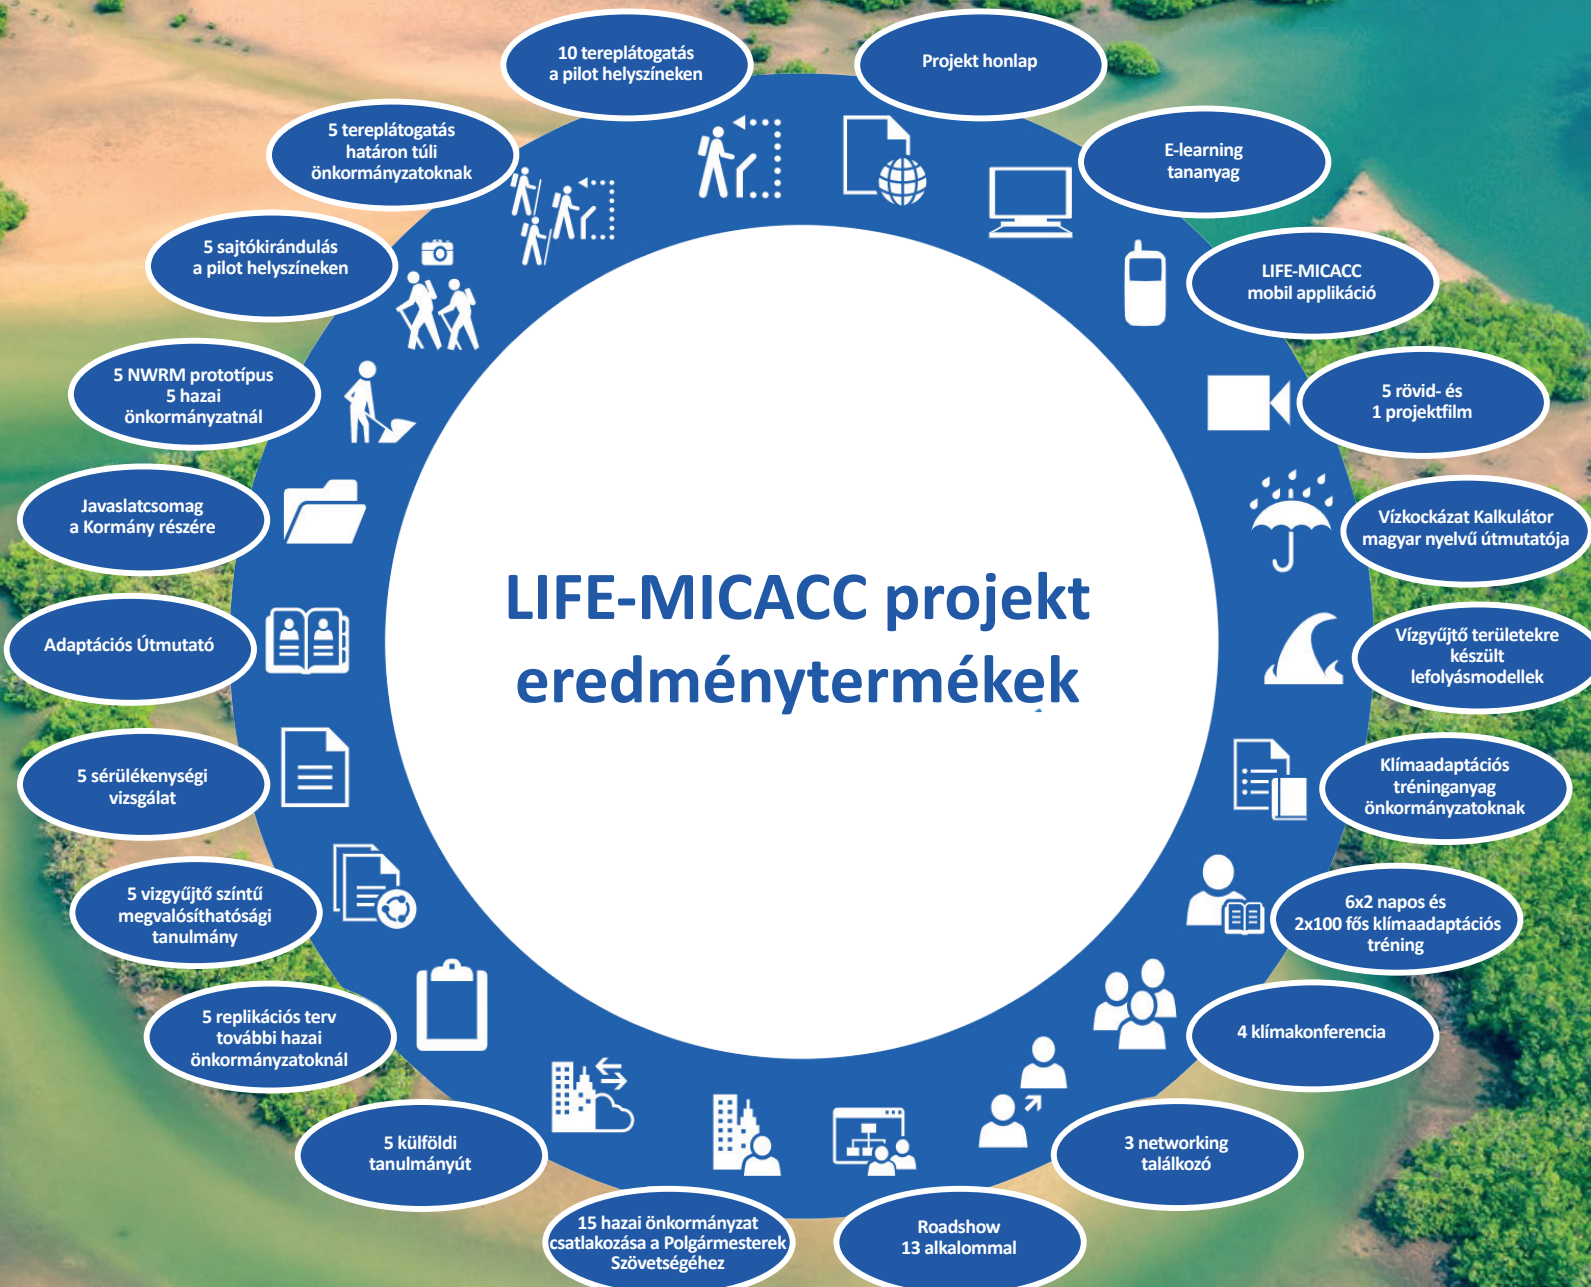 LIFE-MICACC projekt
eredménytermékek
Projekt honlap
E-learning
tananyag
LIFE-MICACC
mobil applikáció
5 rövid- és
1 projektfilm
Vízkockázat Kalkulátor
magyar nyelvű útmutatója
Vízgyűjtő területekre
készült
lefolyásmodellek
Klímaadaptációs
tréninganyag
önkormányzatoknak
6x2 napos és
2x100 fős klímaadaptációs
tréning
4 klímakonferencia
3 networking
találkozó
Roadshow
13 alkalommal
15 hazai önkormányzat
csatlakozása a Polgármesterek
Szövetségéhez
5 külföldi
tanulmányút
5 replikációs terv
további hazai
önkormányzatoknál
5 vizgyűjtő színtű
megvalósíthatósági
tanulmány
5 sérülékenységi
vizsgálat
Adaptációs Útmutató
Javaslatcsomag
a Kormány részére
5 NWRM prototípus
5 hazai
önkormányzatnál
5 sajtókirándulás
a pilot helyszíneken
5 tereplátogatás
határon túli
önkormányzatoknak
10 tereplátogatás
a pilot helyszíneken